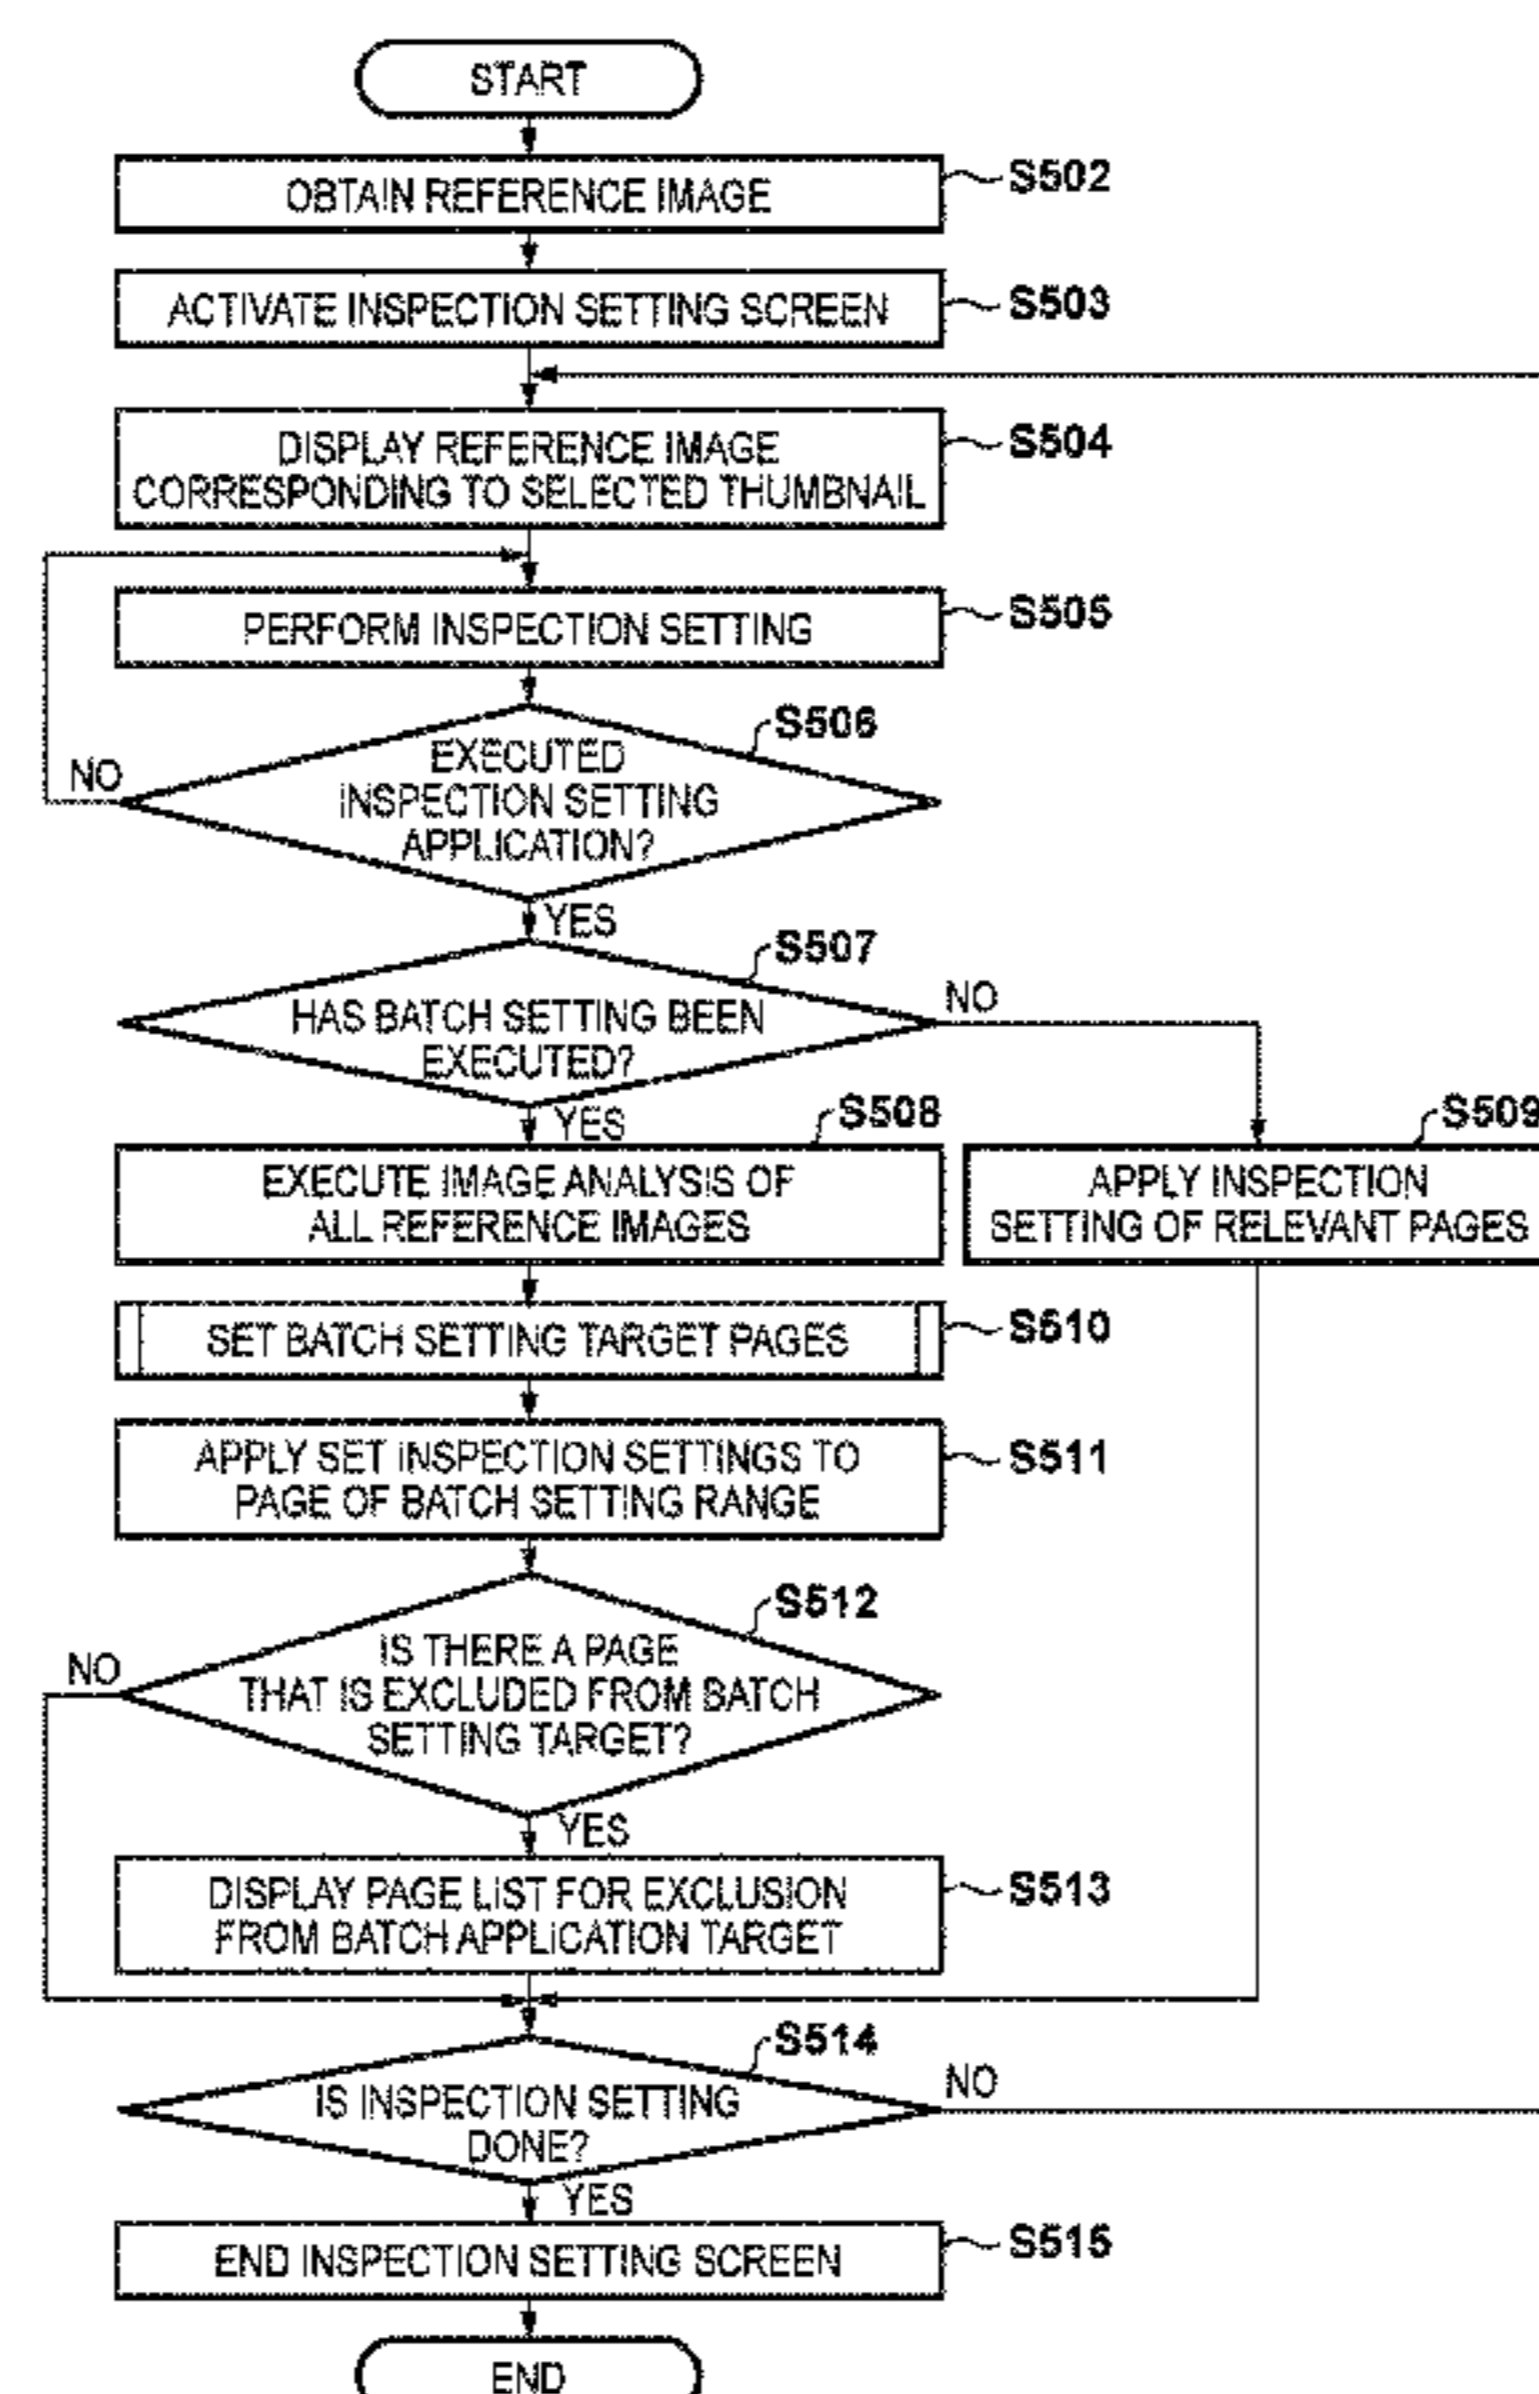 START
OBTAIN REFERENCE IMAGE
S502
ACTIVATE INSPECTION SETTING SCREEN
S503
DISPLAY REFERENCE IMAGE
CORRESPONDING TO SELECTED THUMBNAIL
S504
PERFORM INSPECTION SETTING
S505
S506
EXECUTED
INSPECTION SETTING
APPLICATION?
NO
YES
S507
HAS BATCH SETTING BEEN
EXECUTED?
NO
YES
S508
EXECUTE IMAGE ANALYSIS OF
ALL REFERENCE IMAGES
S509
APPLY INSPECTION
SETTING OF RELEVANT PAGES
SET BATCH SETTING TARGET PAGES
S510
APPLY SET INSPECTION SETTINGS TO
PAGE OF BATCH SETTING RANGE
S511
S512
IS THERE A PAGE
THAT IS EXCLUDED FROM BATCH
SETTING TARGET?
NO
YES
DISPLAY PAGE LIST FOR EXCLUSION
FROM BATCH APPLICATION TARGET
S513
S514
IS INSPECTION SETTING
DONE?
NO
YES
END INSPECTION SETTING SCREEN
S515
END